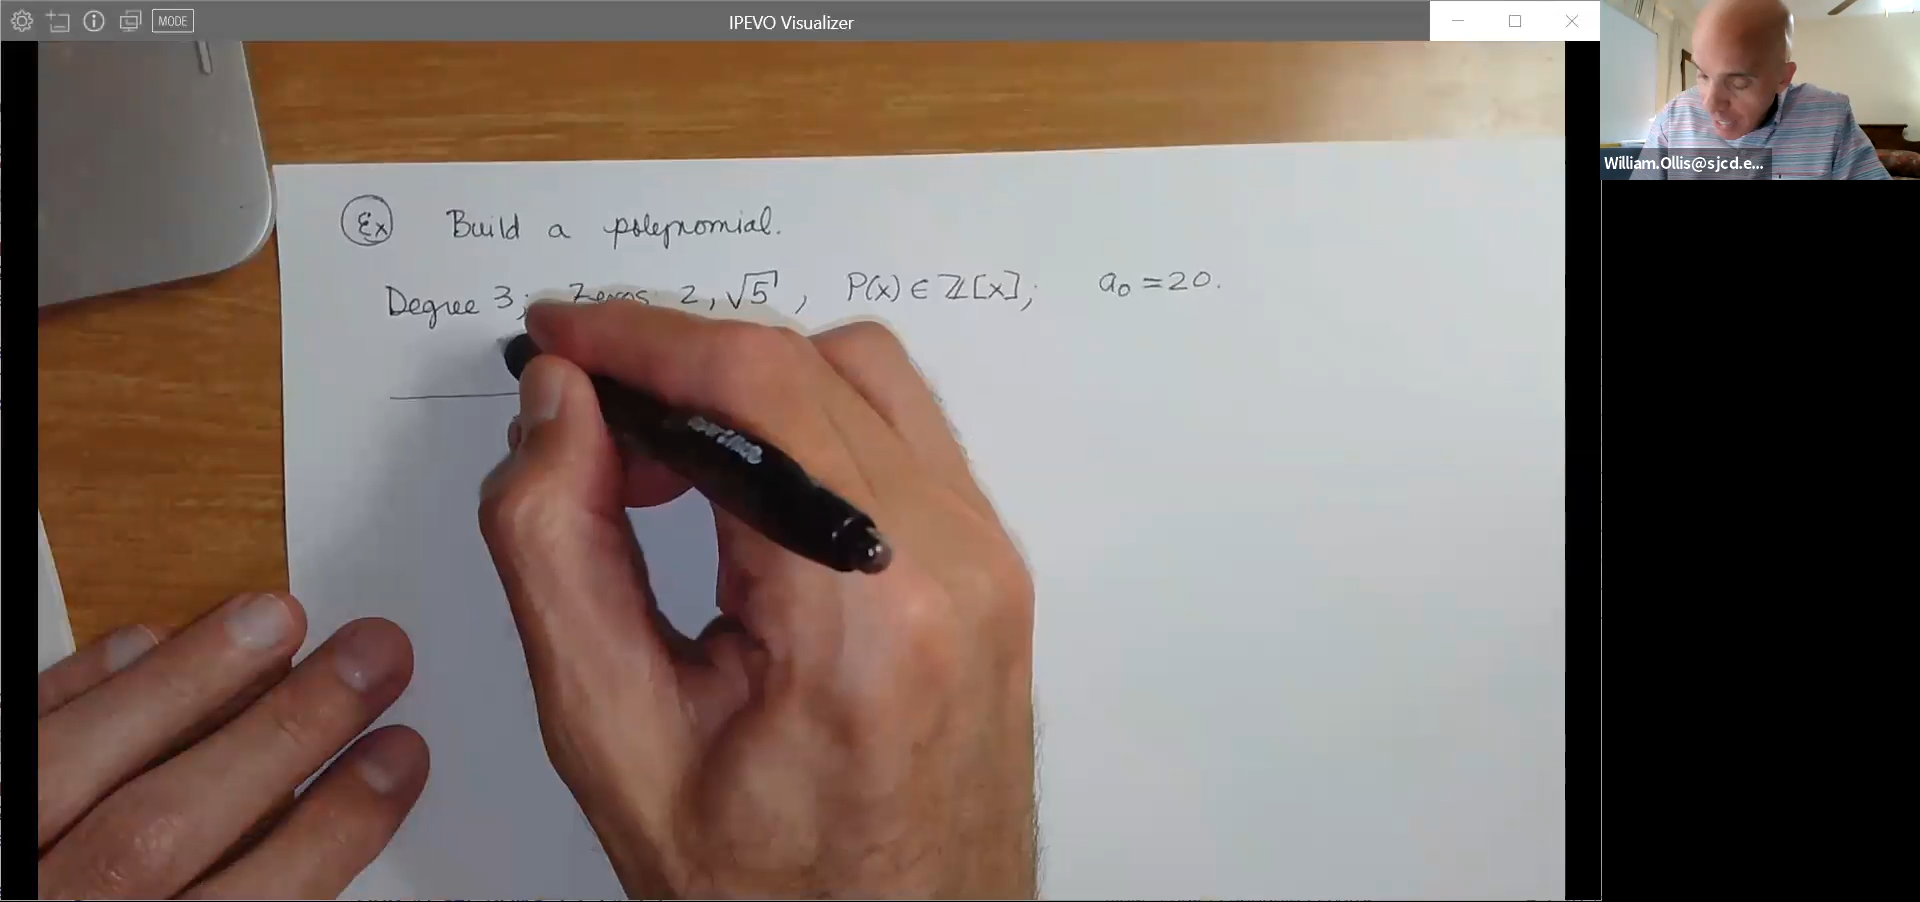 MODE
IPEVO Visualizer
William.Ollis@sjcd.e...
Ex Build a polynomial.
Degree 3; Zeros: 2, √5, P(x) ∈ ℤ[x]; a₀ = 20.